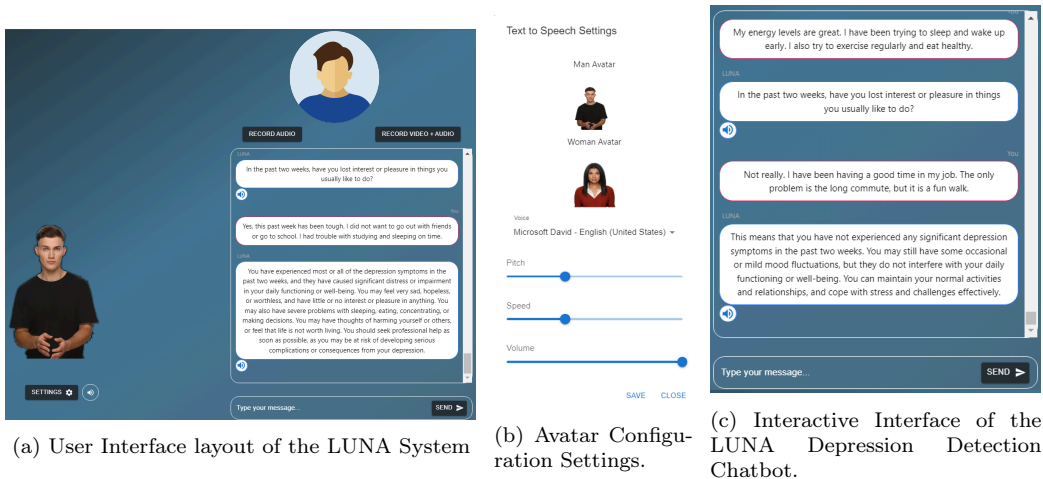 RECORD AUDIO
RECORD VIDEO + AUDIO
LUNA
In the past two weeks, have you lost interest or pleasure in things you
usually like to do?
You
Yes, this past week has been tough. I did not want to go out with friends
or go to school. I had trouble with studying and sleeping on time.
LUNA
You have experienced most or all of the depression symptoms in the
past two weeks, and they have caused significant distress or impairment
in your daily functioning or well-being. You may feel very sad, hopeless,
or worthless, and have little or no interest or pleasure in anything. You
may also have severe problems with sleeping, eating, concentrating, or
making decisions. You may have thoughts of harming yourself or others,
or feel that life is not worth living. You should seek professional help as
soon as possible, as you may be at risk of developing serious
complications or consequences from your depression.
SETTINGS
Type your message...
SEND
(a) User Interface layout of the LUNA System
Text to Speech Settings
Man Avatar
Woman Avatar
Voice
Microsoft David - English (United States)
Pitch
Speed
Volume
SAVE
CLOSE
(b) Avatar Configu-
ration Settings.
You
My energy levels are great. I have been trying to sleep and wake up
early. I also try to exercise regularly and eat healthy.
LUNA
In the past two weeks, have you lost interest or pleasure in things
you usually like to do?
You
Not really. I have been having a good time in my job. The only
problem is the long commute, but it is a fun walk.
LUNA
This means that you have not experienced any significant depression
symptoms in the past two weeks. You may still have some occasional
or mild mood fluctuations, but they do not interfere with your daily
functioning or well-being. You can maintain your normal activities
and relationships, and cope with stress and challenges effectively.
Type your message...
SEND
(c) Interactive Interface of the
LUNA Depression Detection
Chatbot.